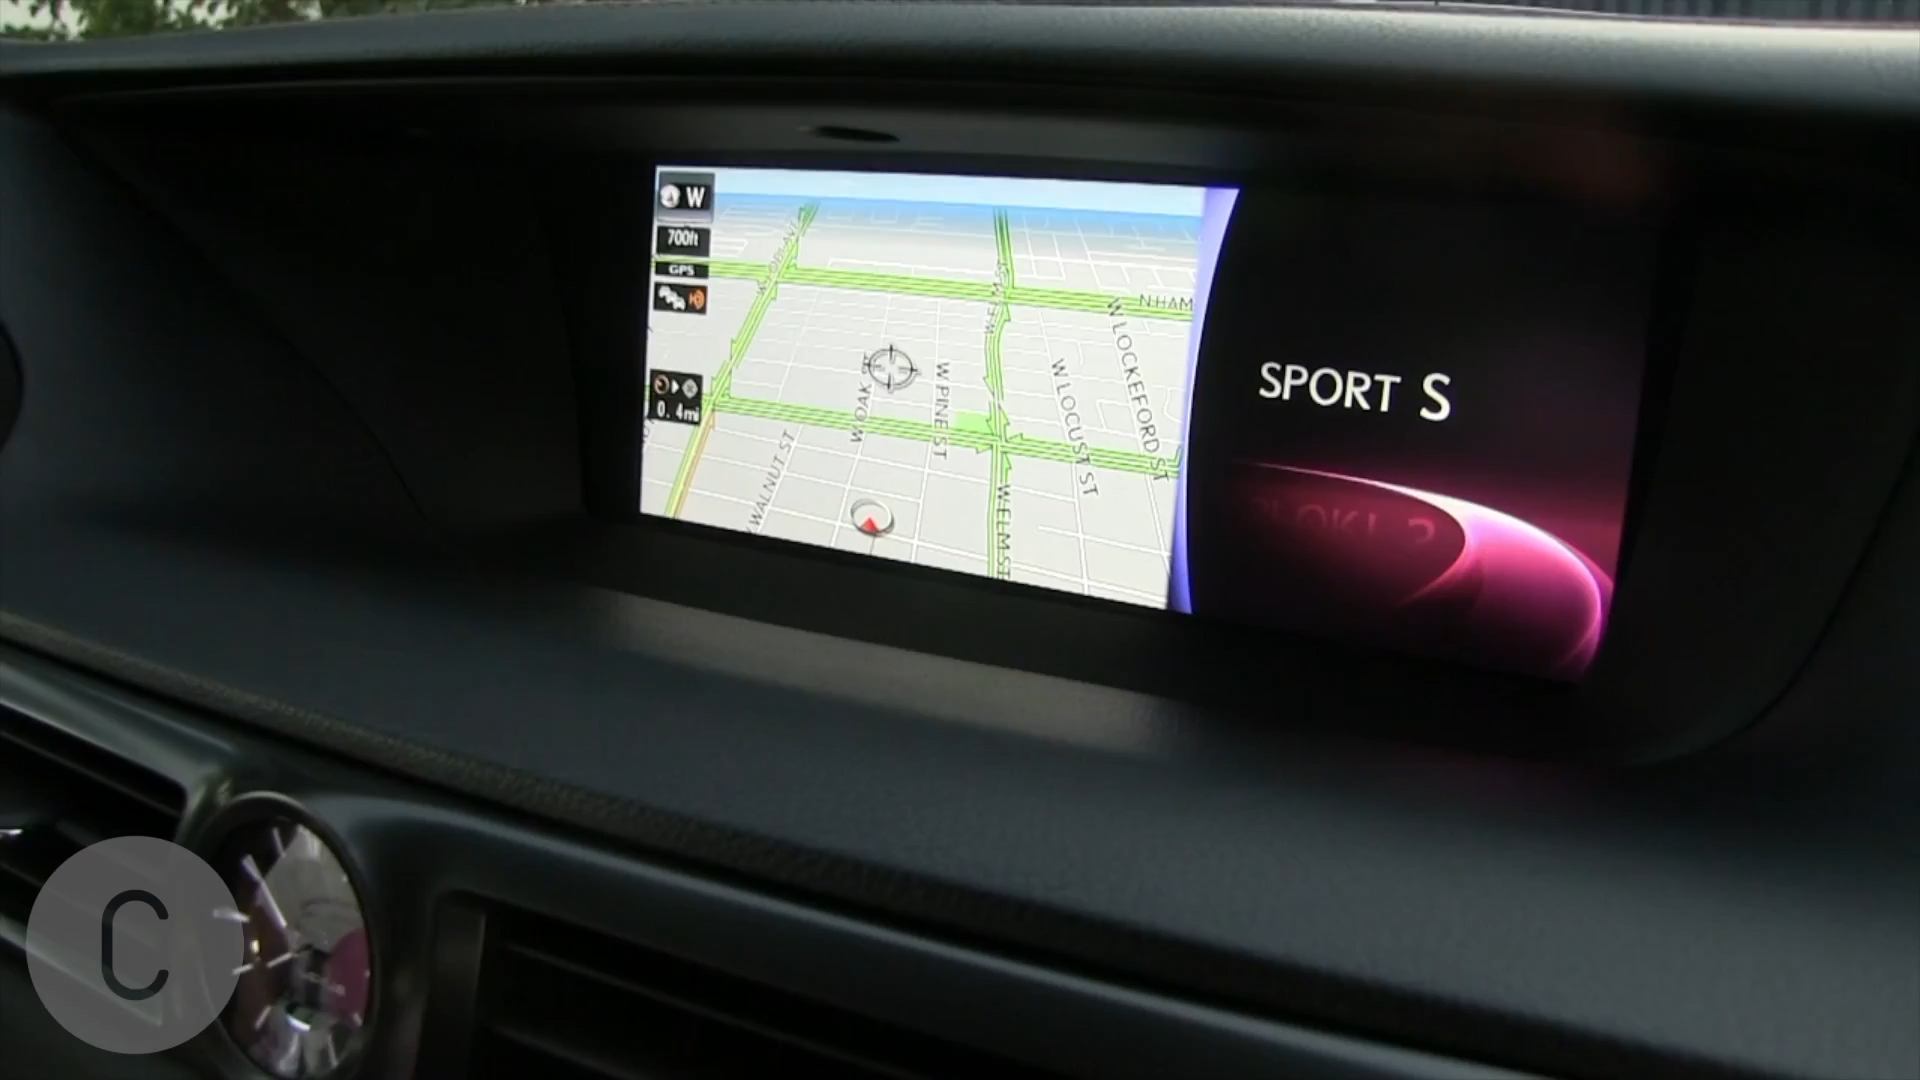 W
700ft
GPS
0.4mi
N HAM
W ELM ST
W LOCKEFORD ST
W OAK ST
W PINE ST
W LOCUST ST
W WALNUT ST
W ELM ST
SPORT S
C